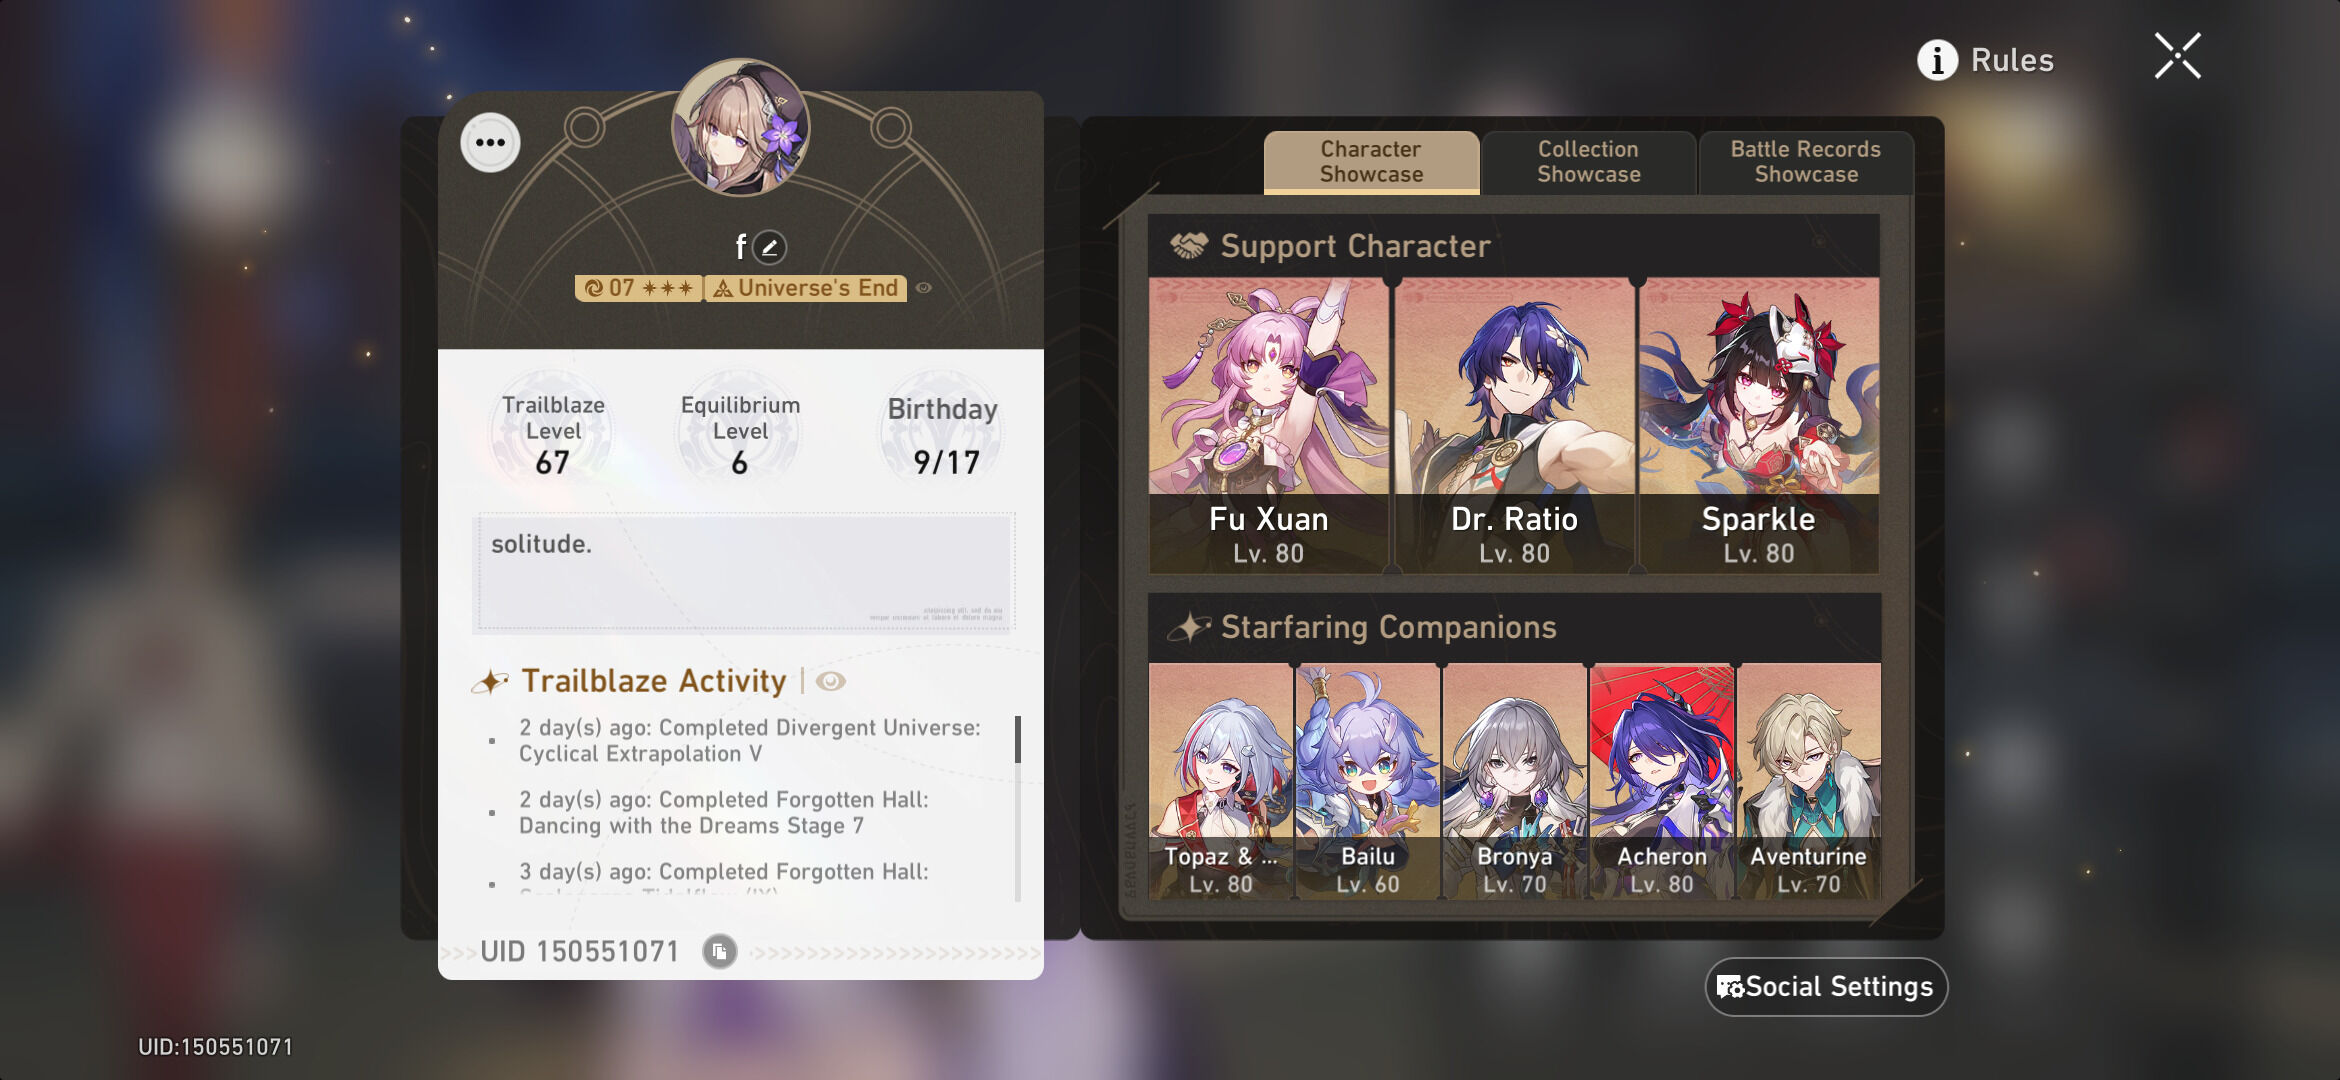 Rules
f
07
Universe's End
Trailblaze
Level
67
Equilibrium
Level
6
Birthday
9/17
solitude.
Trailblaze Activity
2 day(s) ago: Completed Divergent Universe:
Cyclical Extrapolation V
2 day(s) ago: Completed Forgotten Hall:
Dancing with the Dreams Stage 7
3 day(s) ago: Completed Forgotten Hall:
UID 150551071
Character
Showcase
Collection
Showcase
Battle Records
Showcase
Support Character
Fu Xuan
Lv. 80
Dr. Ratio
Lv. 80
Sparkle
Lv. 80
Starfaring Companions
Topaz & ...
Lv. 80
Bailu
Lv. 60
Bronya
Lv. 70
Acheron
Lv. 80
Aventurine
Lv. 70
Social Settings
UID:150551071